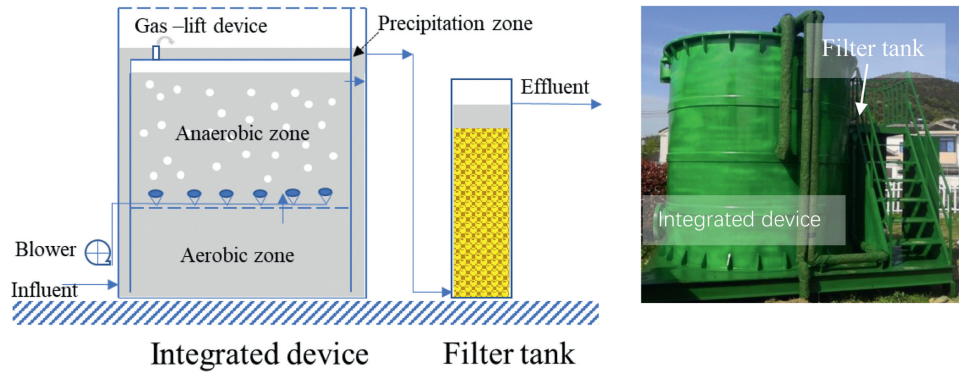 Gas –lift device
Precipitation zone
Anaerobic zone
Blower
Aerobic zone
Influent
Effluent
Integrated device
Filter tank
Filter tank
Integrated device